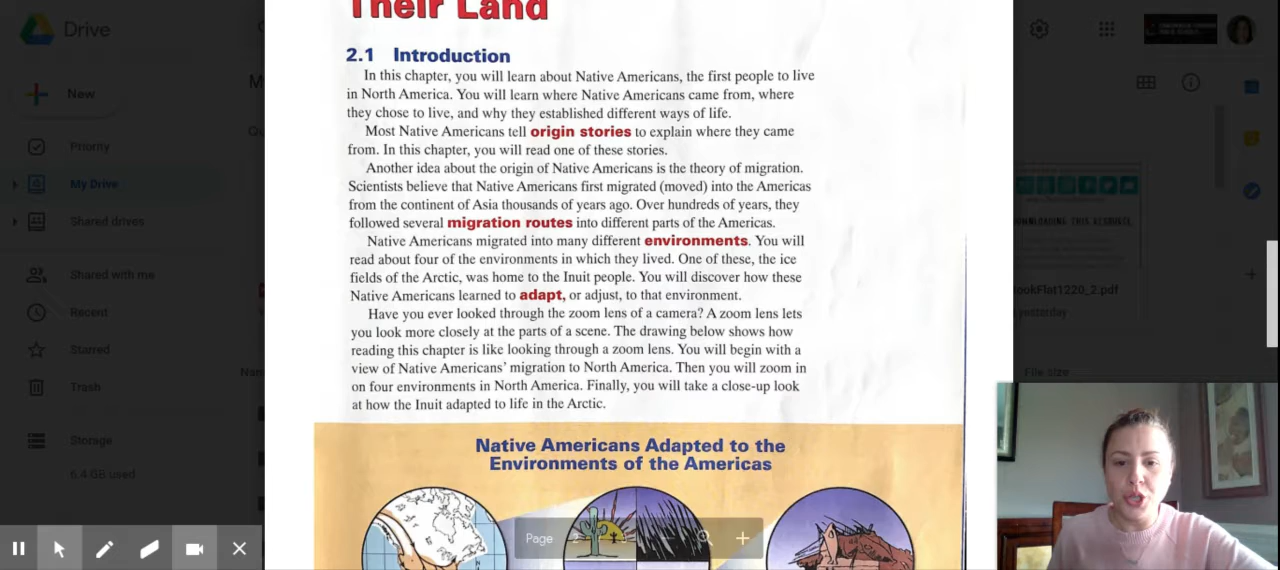 Their Land
Drive
New
Priority
My Drive
Shared drives
Shared with me
Recent
Starred
Trash
Storage
6.4 GB used
2.1 Introduction
In this chapter, you will learn about Native Americans, the first people to live
in North America. You will learn where Native Americans came from, where
they chose to live, and why they established different ways of life.
Most Native Americans tell origin stories to explain where they came
from. In this chapter, you will read one of these stories.
Another idea about the origin of Native Americans is the theory of migration.
Scientists believe that Native Americans first migrated (moved) into the Americas
from the continent of Asia thousands of years ago. Over hundreds of years, they
followed several migration routes into different parts of the Americas.
Native Americans migrated into many different environments. You will
read about four of the environments in which they lived. One of these, the ice
fields of the Arctic, was home to the Inuit people. You will discover how these
Native Americans learned to adapt, or adjust, to that environment.
Have you ever looked through the zoom lens of a camera? A zoom lens lets
you look more closely at the parts of a scene. The drawing below shows how
reading this chapter is like looking through a zoom lens. You will begin with a
view of Native Americans' migration to North America. Then you will zoom in
on four environments in North America. Finally, you will take a close-up look
at how the Inuit adapted to life in the Arctic.
Native Americans Adapted to the
Environments of the Americas
Page 2
THIS RESOURCE
yesterday
File size